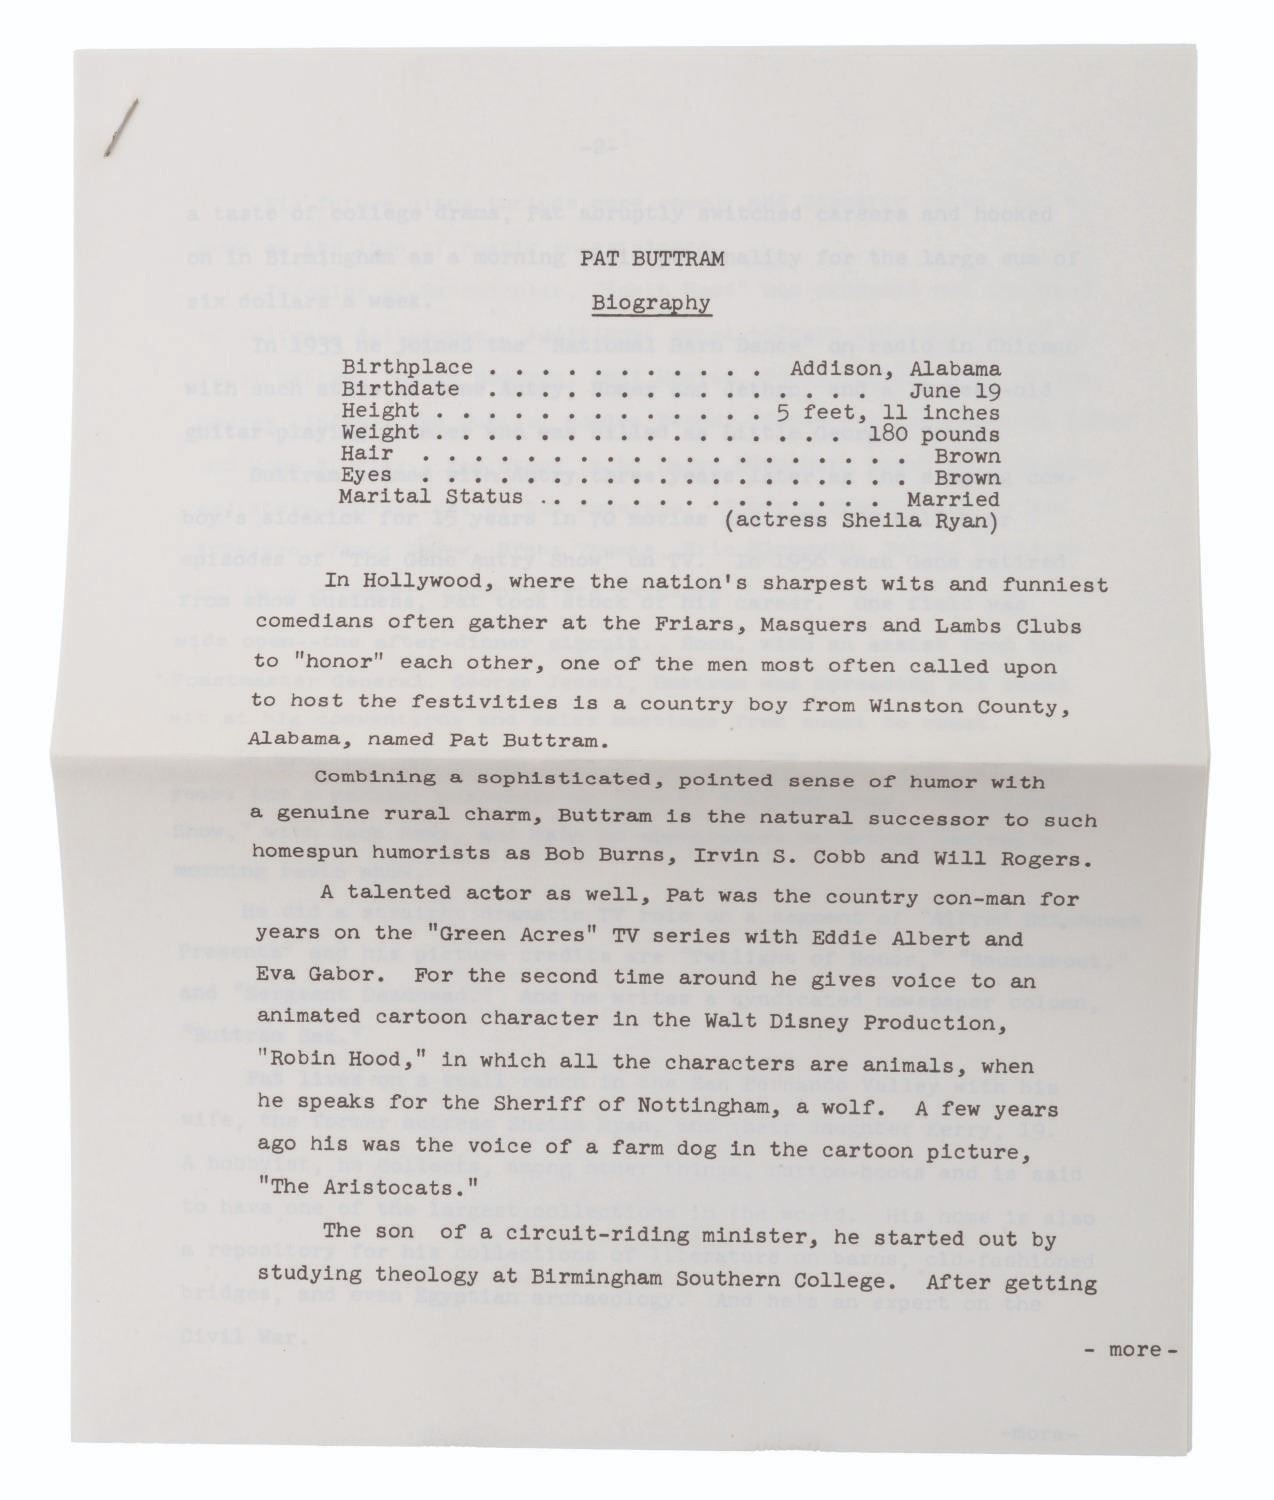 PAT BUTTRAM
Biography
Birthplace . . . . . . . . . . . Addison, Alabama
Birthdate . . . . . . . . . . . . . . . June 19
Height . . . . . . . . . . . . . 5 feet, 11 inches
Weight . . . . . . . . . . . . . . . . 180 pounds
Hair . . . . . . . . . . . . . . . . . . . Brown
Eyes . . . . . . . . . . . . . . . . . . . Brown
Marital Status .. . . . . . . . . . . . . . Married
(actress Sheila Ryan)
In Hollywood, where the nation's sharpest wits and funniest
comedians often gather at the Friars, Masquers and Lambs Clubs
to "honor" each other, one of the men most often called upon
to host the festivities is a country boy from Winston County,
Alabama, named Pat Buttram.
Combining a sophisticated, pointed sense of humor with
a genuine rural charm, Buttram is the natural successor to such
homespun humorists as Bob Burns, Irvin S. Cobb and Will Rogers.
A talented actor as well, Pat was the country con-man for
years on the "Green Acres" TV series with Eddie Albert and
Eva Gabor. For the second time around he gives voice to an
animated cartoon character in the Walt Disney Production,
"Robin Hood," in which all the characters are animals, when
he speaks for the Sheriff of Nottingham, a wolf. A few years
ago his was the voice of a farm dog in the cartoon picture,
"The Aristocats."
The son of a circuit-riding minister, he started out by
studying theology at Birmingham Southern College. After getting
- more -